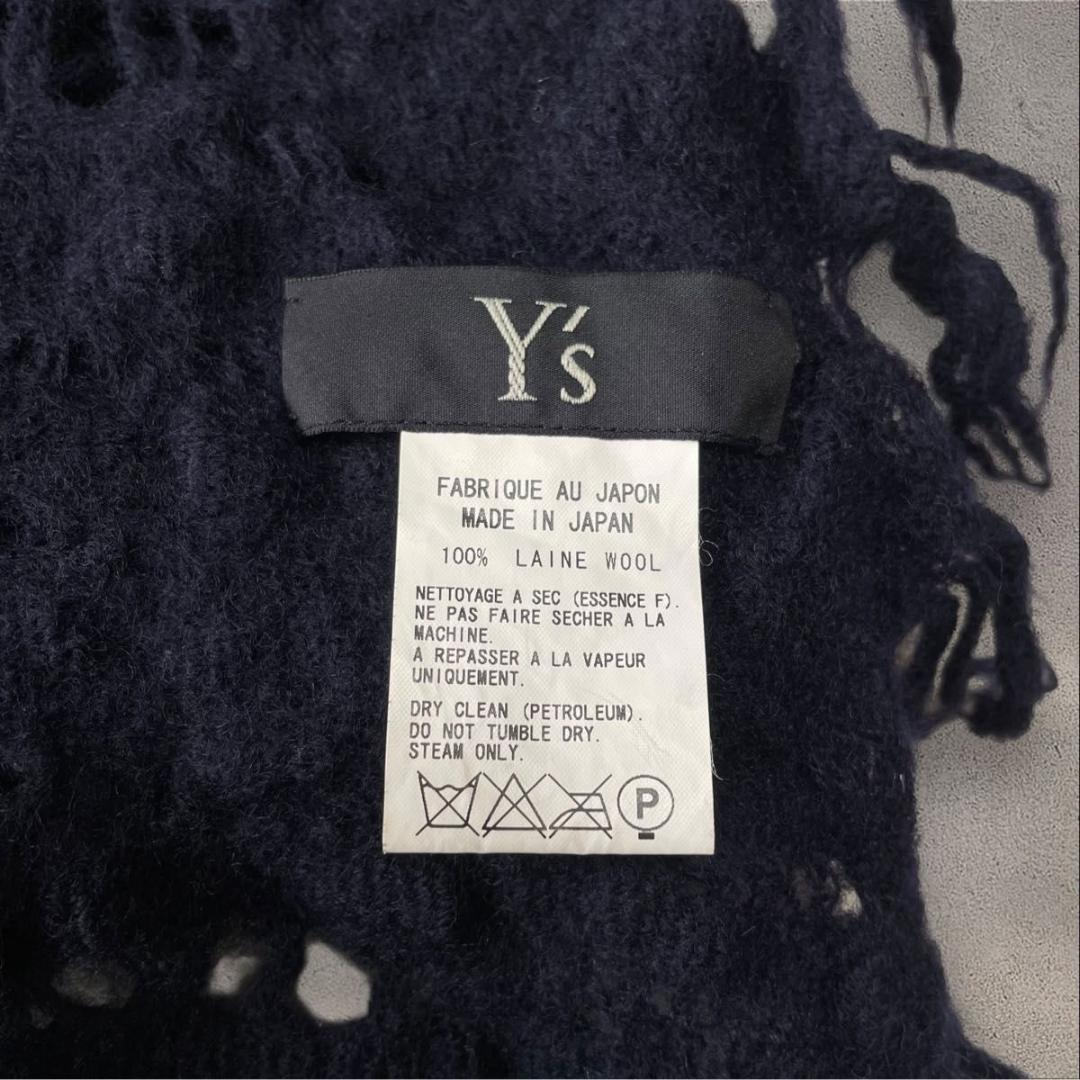 Y's
FABRIQUE AU JAPON
MADE IN JAPAN
100% LAINE WOOL
NETTOYAGE A SEC (ESSENCE F).
NE PAS FAIRE SECHER A LA
MACHINE.
A REPASSER A LA VAPEUR
UNIQUEMENT.
DRY CLEAN (PETROLEUM).
DO NOT TUMBLE DRY.
STEAM ONLY.
P